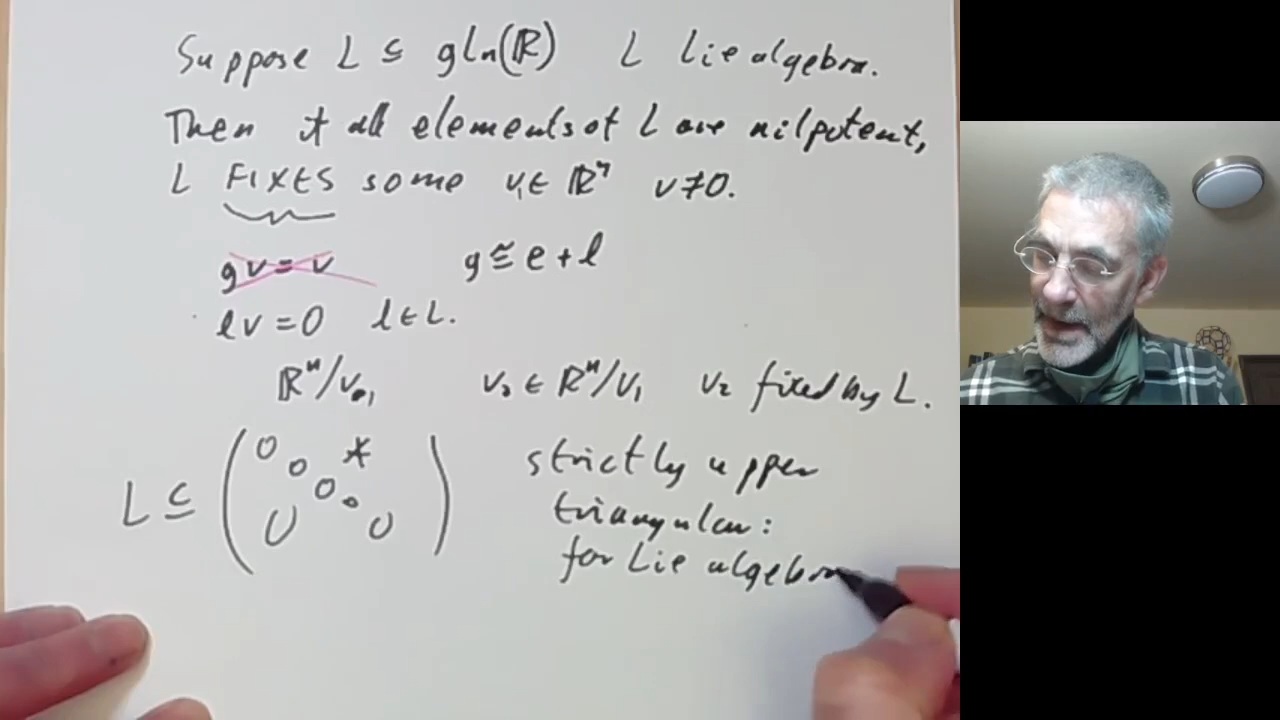 Suppose L ⊆ gln(ℝ) L Lie algebra.
Then if all elements of L are nilpotent,
L FIXES some v₁ ∈ ℝⁿ v≠0.
gv = v g ≅ e + l
lv = 0 l ∈ L.
ℝⁿ/v₁ v₂ ∈ ℝⁿ/v₁ v₂ fixed by L.
L ⊆ ( 0 0 0 0 0 * 0 ) strictly upper
triangular:
for Lie algebra